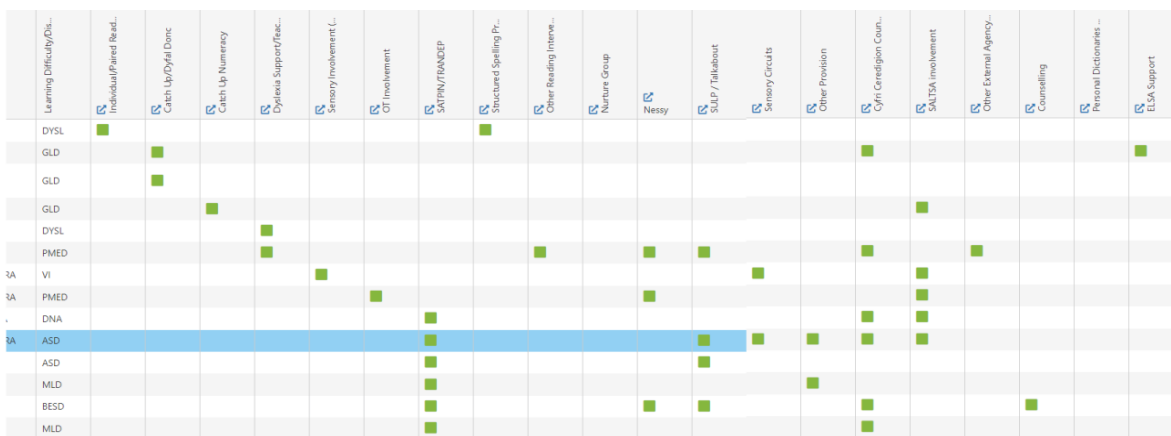 Learning Difficulty/Dis...
Individual/Paired Read...
Catch Up/Dyfal Donc
Catch Up Numeracy
Dyslexia Support/Teac...
Sensory Involvement (...
OT Involvement
SATPIN/TRANDEP
Structured Spelling Pr...
Other Reading Interve...
Nurture Group
Nessy
SULP / Talkabout
Sensory Circuits
Other Provision
Cyfri Ceredigion Coun...
SALTSA involvement
Other External Agency...
Counselling
Personal Dictionaries ...
ELSA Support
DYSL
GLD
GLD
GLD
DYSL
PMED
RA VI
RA PMED
DNA
RA ASD
ASD
MLD
BESD
MLD